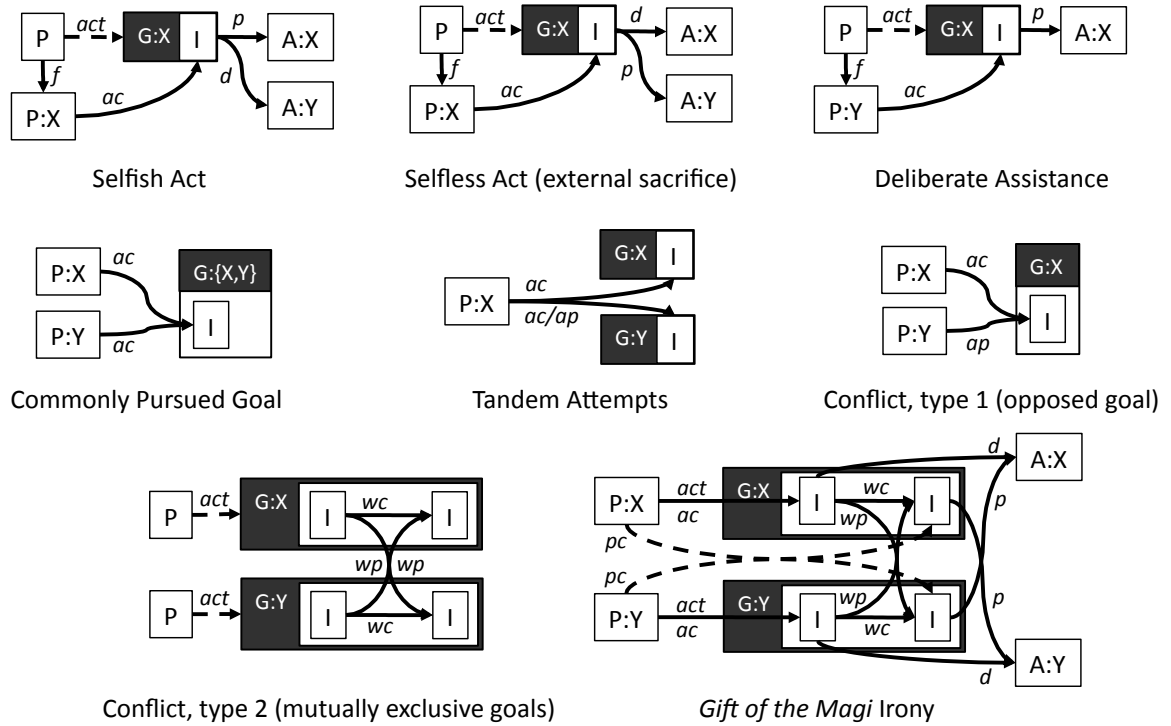 P act G:X I p A:X
f d
P:X ac A:Y
Selfish Act
P act G:X I d A:X
f p
P:X ac A:Y
Selfless Act (external sacrifice)
P act G:X I p A:X
f
P:Y ac
Deliberate Assistance
P:X ac G:{X,Y}
I
P:Y ac
Commonly Pursued Goal
G:X I
P:X ac
ac/ap
G:Y I
Tandem Attempts
P:X ac G:X
I
P:Y ap
Conflict, type 1 (opposed goal)
P act G:X I wc I
wp wp
P act G:Y I wc I
Conflict, type 2 (mutually exclusive goals)
d A:X
P:X act G:X I wc I p
ac wp
pc
pc
P:Y act G:Y I wp I p
ac wc
d A:Y
Gift of the Magi Irony